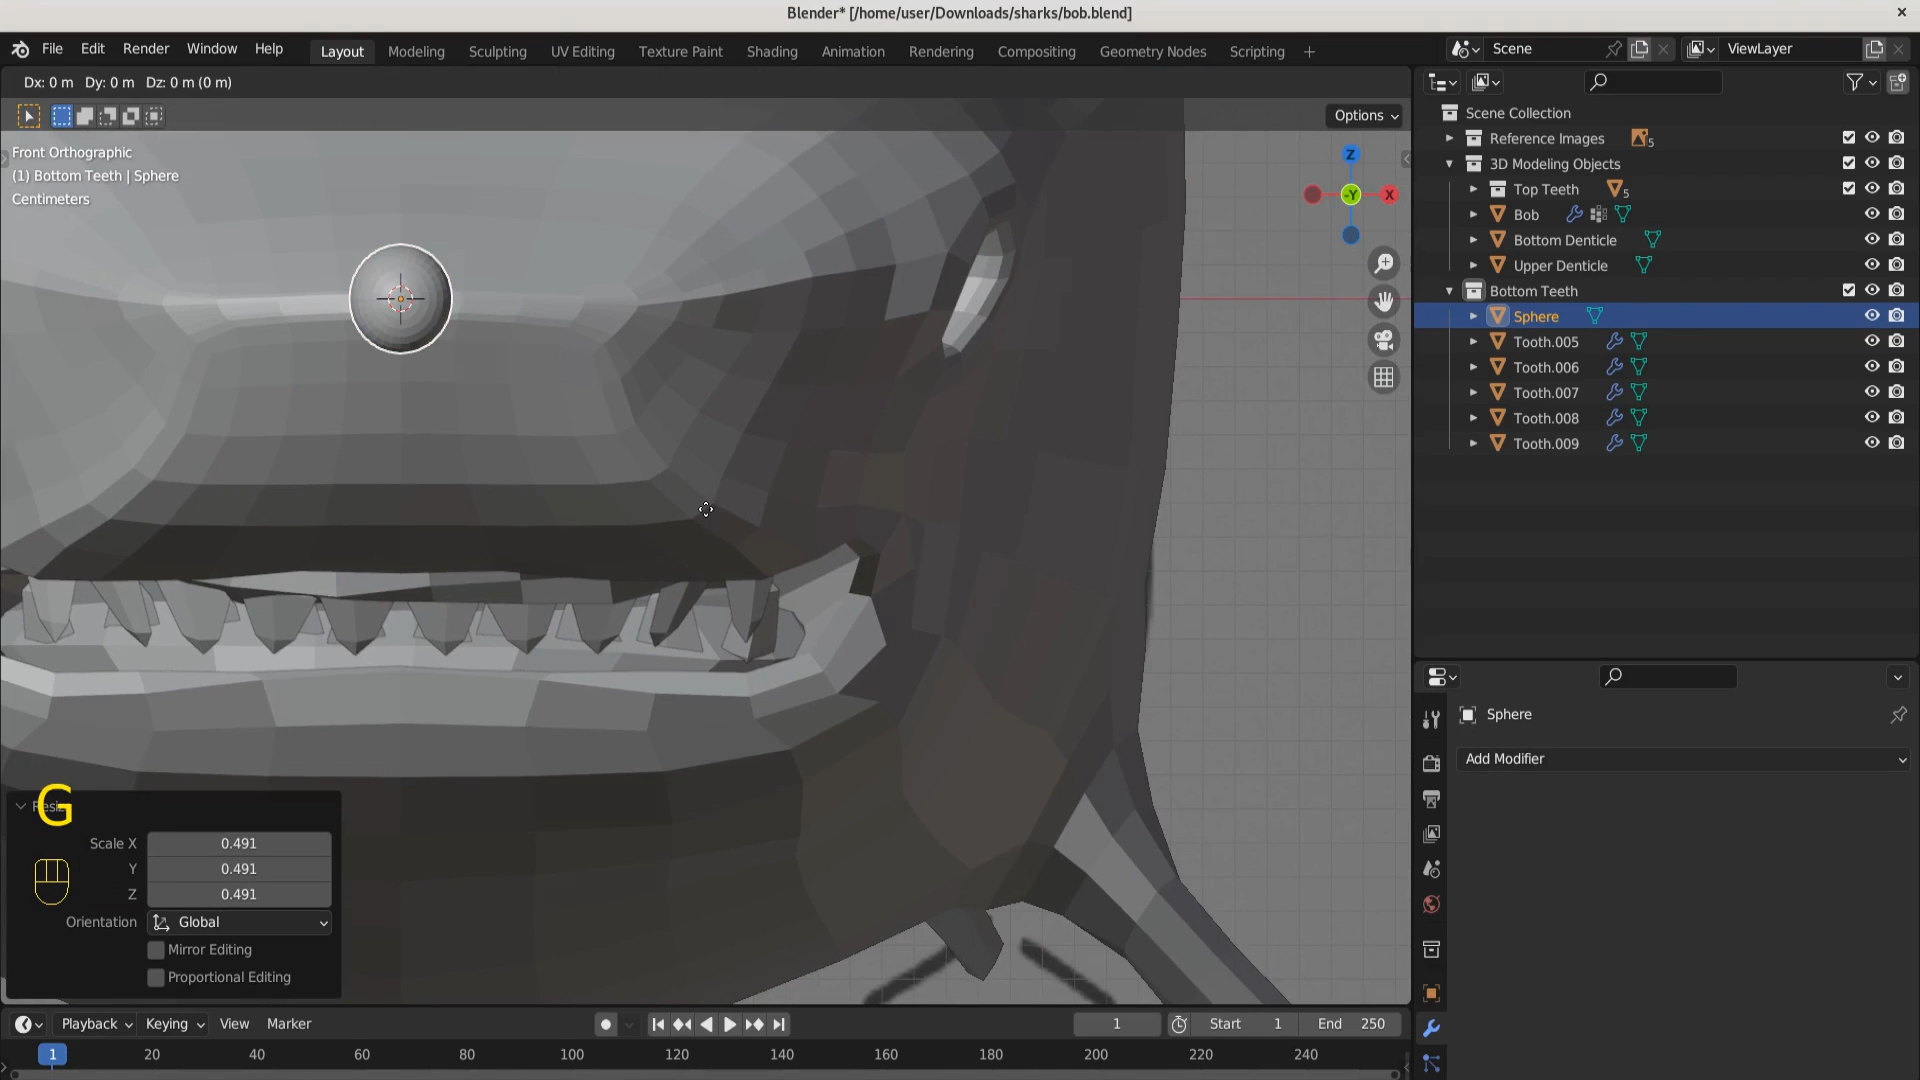 Blender* [/home/user/Downloads/sharks/bob.blend]
File Edit Render Window Help
Layout Modeling Sculpting UV Editing Texture Paint Shading Animation Rendering Compositing Geometry Nodes Scripting
Scene
ViewLayer
Dx: 0 m Dy: 0 m Dz: 0 m (0 m)
Options
Front Orthographic
(1) Bottom Teeth | Sphere
Centimeters
Z
-Y
X
Scene Collection
Reference Images 5
3D Modeling Objects
Top Teeth 5
Bob
Bottom Denticle
Upper Denticle
Bottom Teeth
Sphere
Tooth.005
Tooth.006
Tooth.007
Tooth.008
Tooth.009
Sphere
Add Modifier
G
Scale X 0.491
Y 0.491
Z 0.491
Orientation Global
Mirror Editing
Proportional Editing
Playback Keying View Marker
1
Start 1
End 250
1 20 40 60 80 100 120 140 160 180 200 220 240